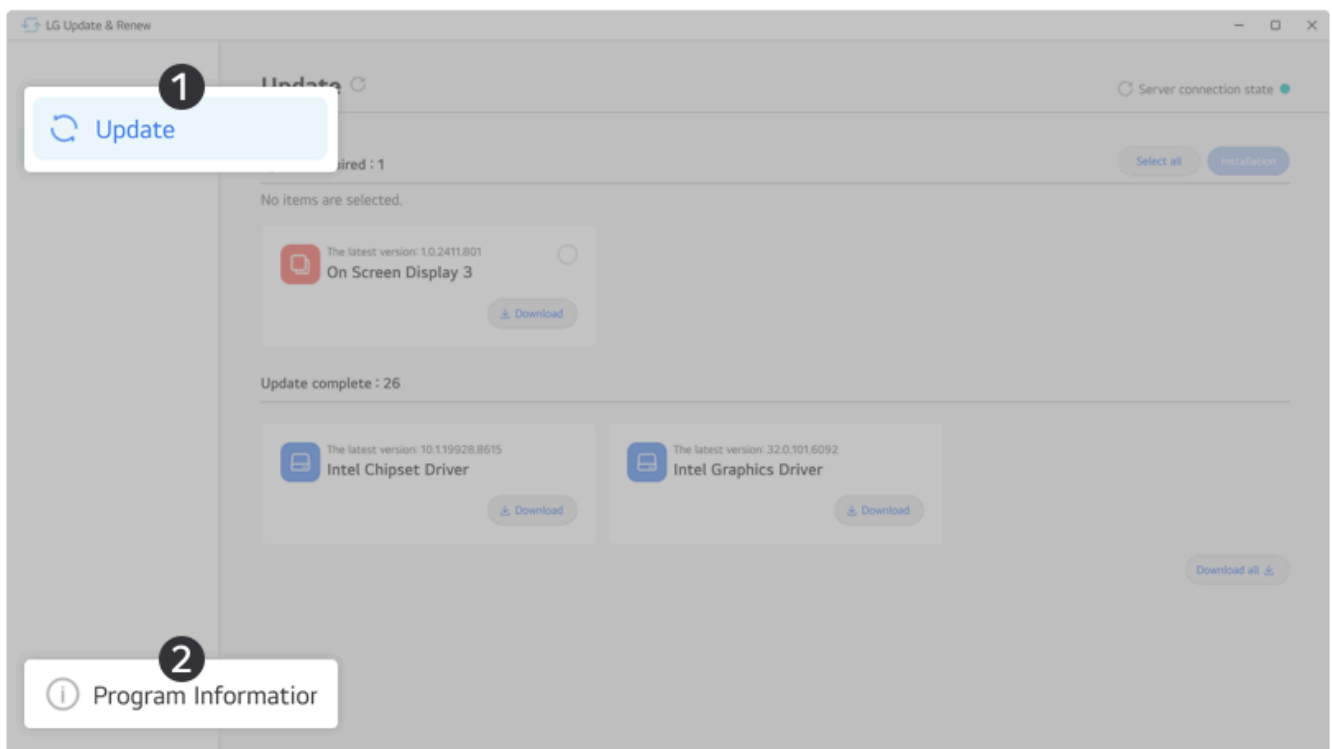 LG Update & Renew
1
Update
Update
Server connection state
ired : 1
Select all
Installation
No items are selected.
The latest version: 1.0.2411.801
On Screen Display 3
Download
Update complete : 26
The latest version: 10.1.19928.8615
Intel Chipset Driver
Download
The latest version: 32.0.101.6092
Intel Graphics Driver
Download
Download all
2
Program Information